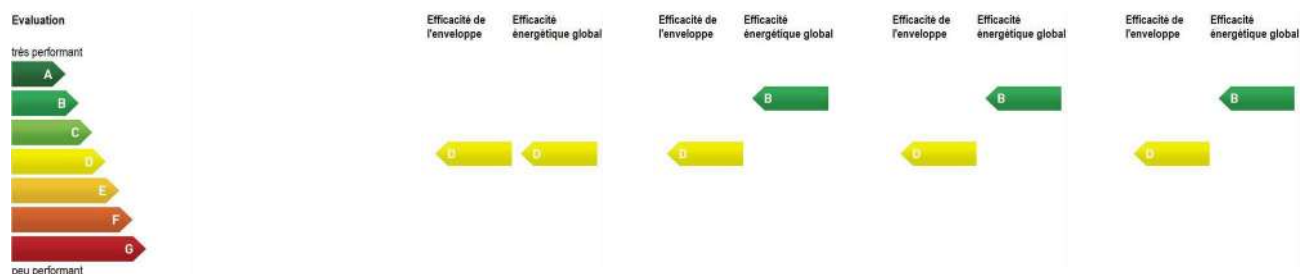 Evaluation
Efficacité de
l'enveloppe
Efficacité
énergétique global
Efficacité de
l'enveloppe
Efficacité
énergétique global
Efficacité de
l'enveloppe
Efficacité
énergétique global
Efficacité de
l'enveloppe
Efficacité
énergétique global
très performant
A
B
B
B
B
C
D
D
D
D
D
D
E
F
G
peu performant